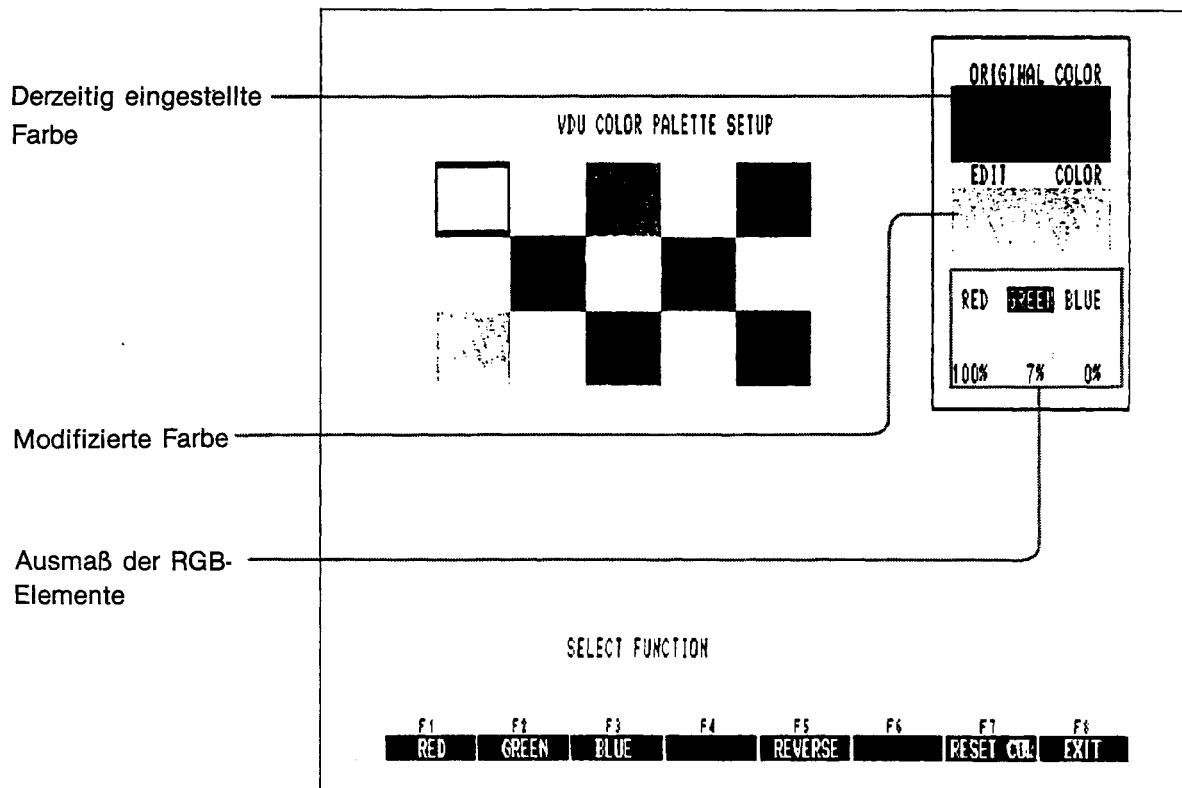 Derzeitig eingestellte
Farbe
VDU COLOR PALETTE SETUP
ORIGINAL COLOR
EDIT COLOR
RED GREEN BLUE
100% 7% 0%
Modifizierte Farbe
Ausmaß der RGB-
Elemente
SELECT FUNCTION
F1 F2 F3 F4 F5 F6 F7 F8
RED GREEN BLUE REVERSE RESET COL EXIT